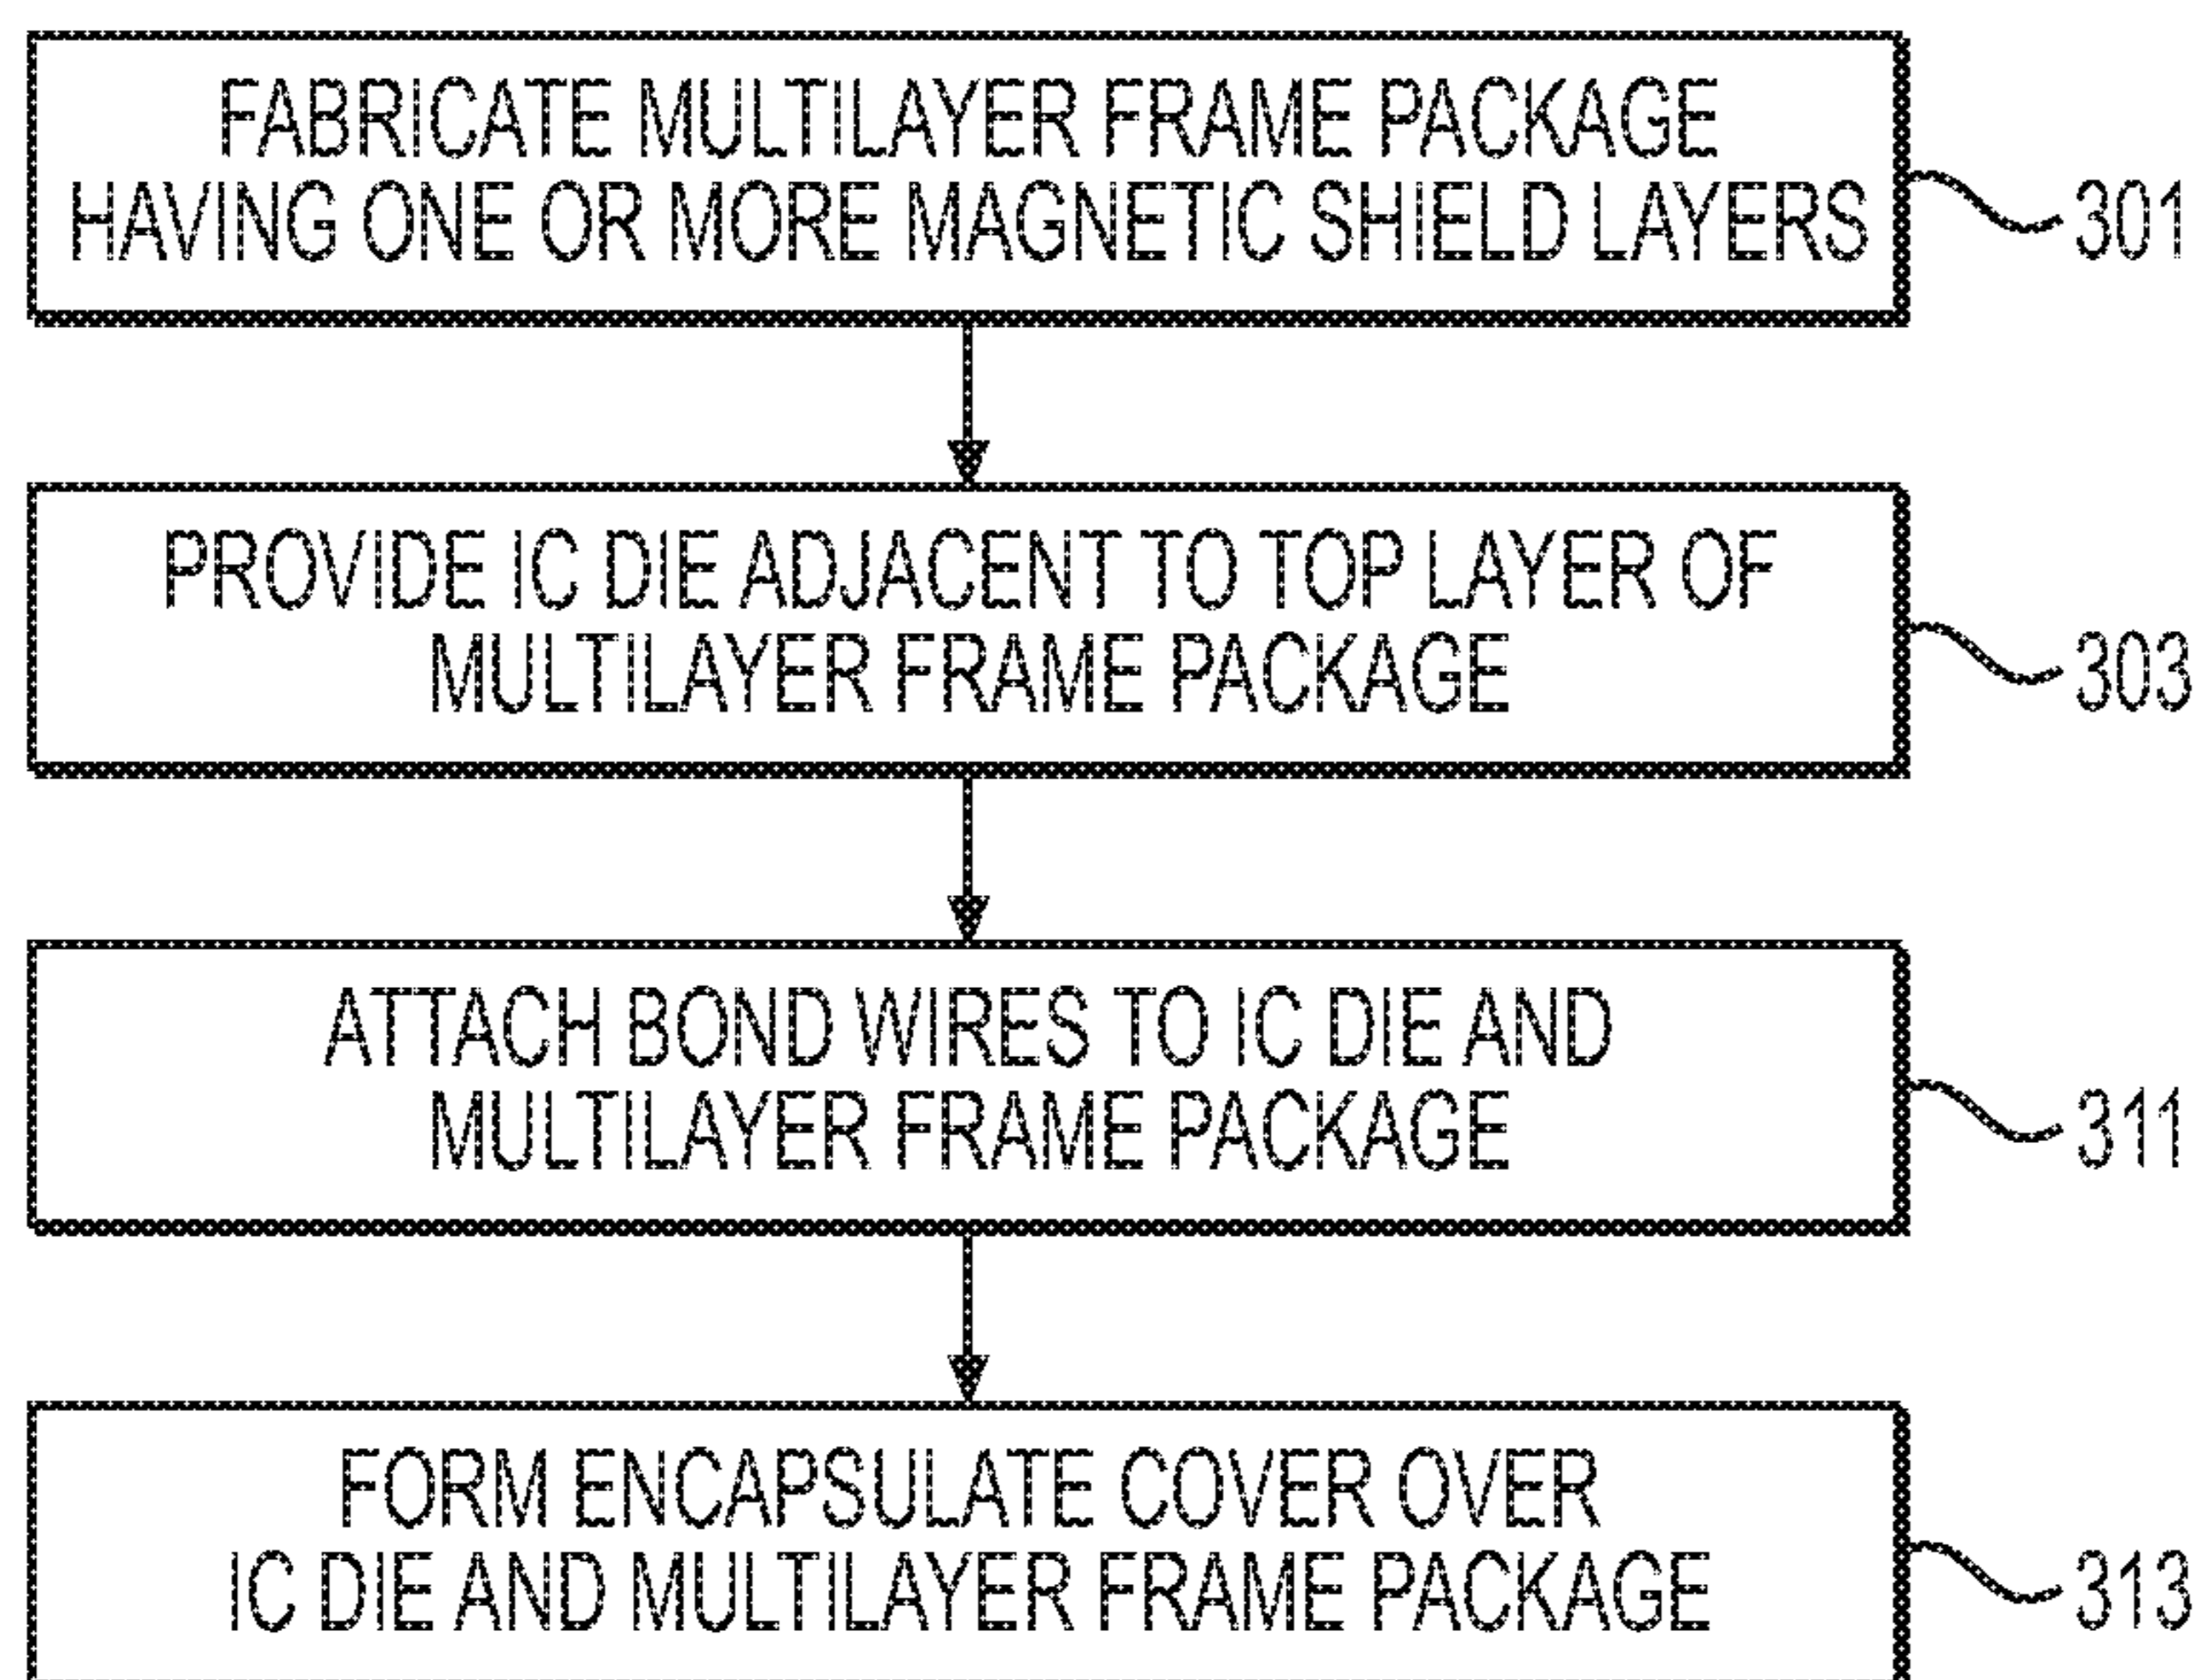 FABRICATE MULTILAYER FRAME PACKAGE
HAVING ONE OR MORE MAGNETIC SHIELD LAYERS
301
PROVIDE IC DIE ADJACENT TO TOP LAYER OF
MULTILAYER FRAME PACKAGE
303
ATTACH BOND WIRES TO IC DIE AND
MULTILAYER FRAME PACKAGE
311
FORM ENCAPSULATE COVER OVER
IC DIE AND MULTILAYER FRAME PACKAGE
313